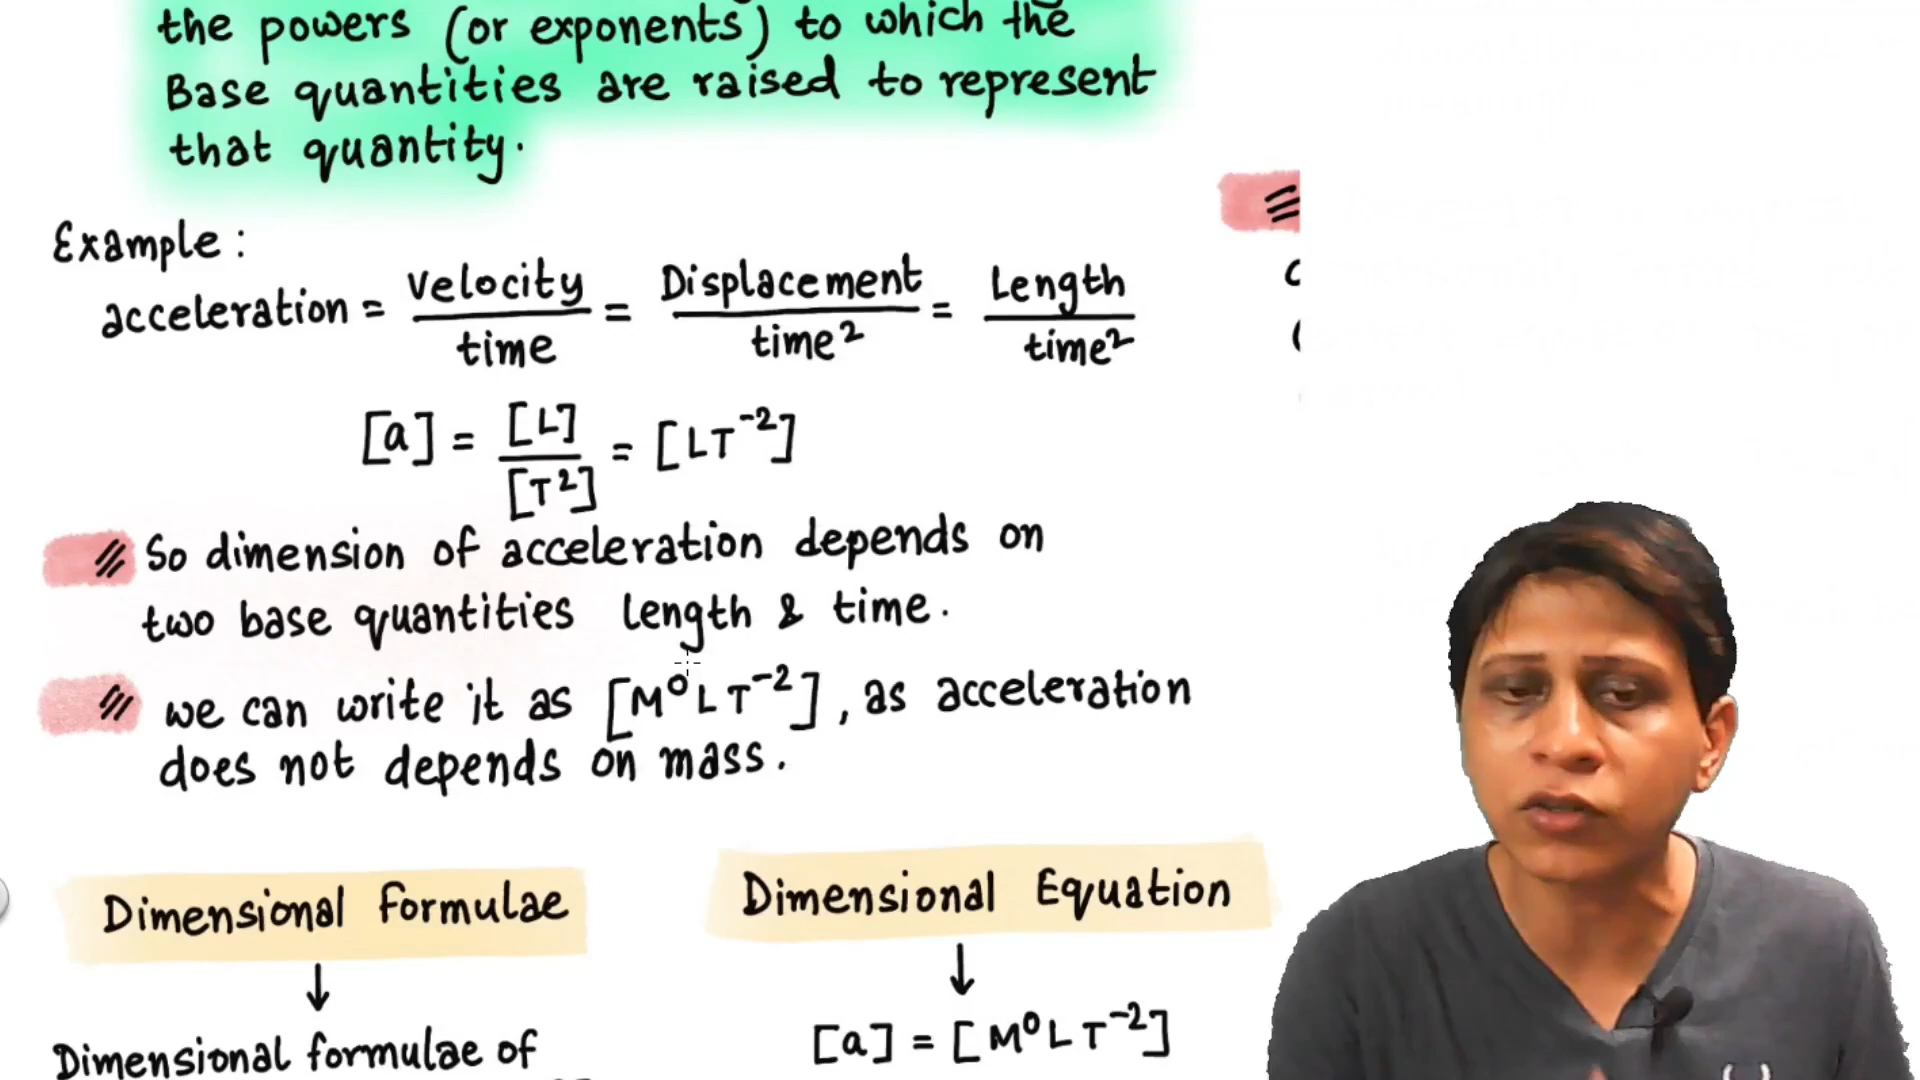 the powers (or exponents) to which the
Base quantities are raised to represent
that quantity.
Example :
acceleration = Velocity / time = Displacement / time² = Length / time²
[a] = [L] / [T²] = [LT⁻²]
So dimension of acceleration depends on
two base quantities length & time.
we can write it as [M⁰LT⁻²], as acceleration
does not depends on mass.
Dimensional formulae
Dimensional formulae of
Dimensional Equation
[a] = [M⁰LT⁻²]